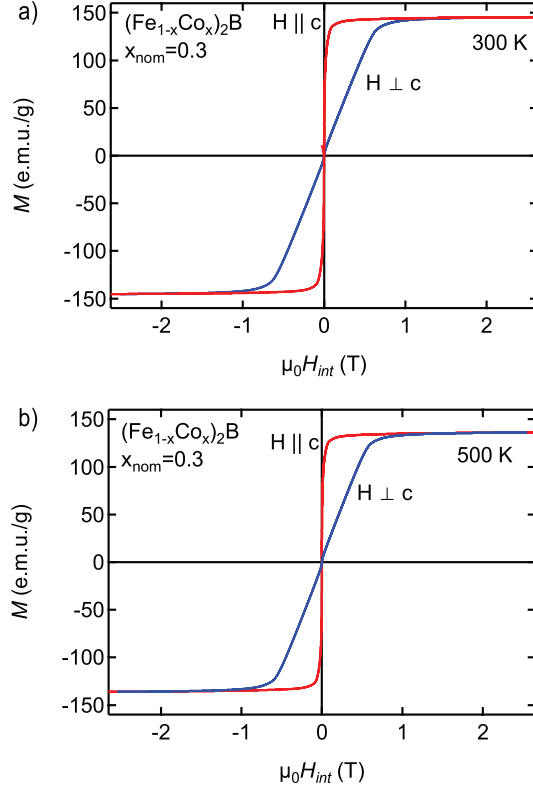 a)
(Fe₁₋ₓCoₓ)₂B
xₙₒₘ=0.3
H || c
300 K
H ⊥ c
150
100
50
0
-50
-100
-150
M (e.m.u./g)
-2 -1 0 1 2
μ₀Hᵢₙₜ (T)
b)
(Fe₁₋ₓCoₓ)₂B
xₙₒₘ=0.3
H || c
500 K
H ⊥ c
150
100
50
0
-50
-100
-150
M (e.m.u./g)
-2 -1 0 1 2
μ₀Hᵢₙₜ (T)